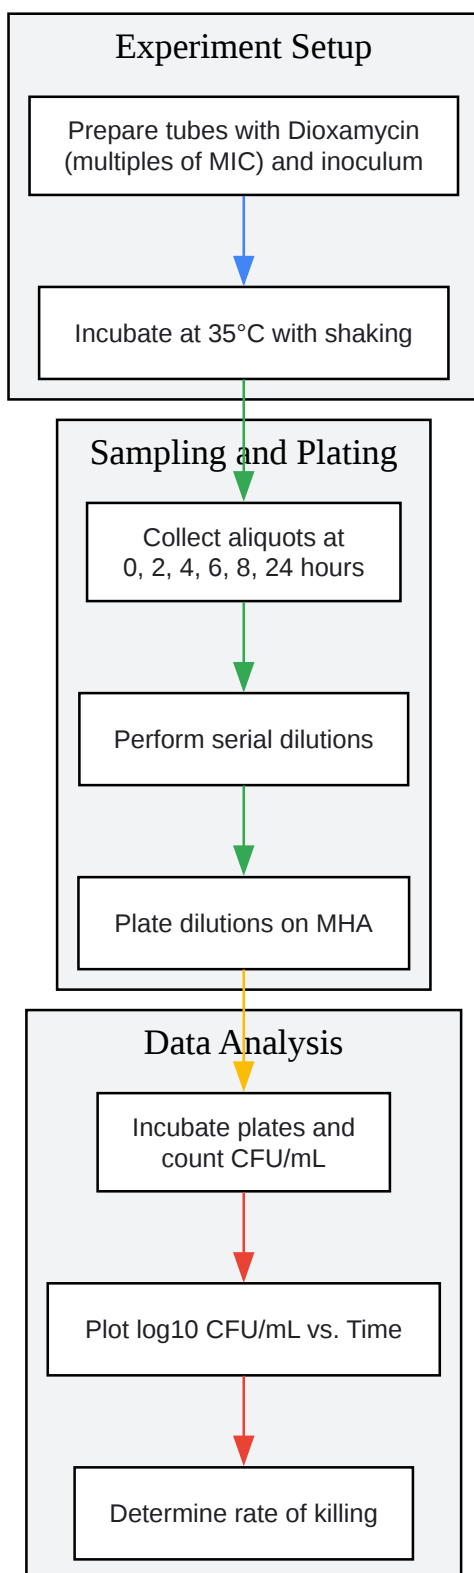 Experiment Setup
Prepare tubes with Dioxamycin
(multiples of MIC) and inoculum
Incubate at 35°C with shaking
Sampling and Plating
Collect aliquots at
0, 2, 4, 6, 8, 24 hours
Perform serial dilutions
Plate dilutions on MHA
Data Analysis
Incubate plates and
count CFU/mL
Plot log10 CFU/mL vs. Time
Determine rate of killing